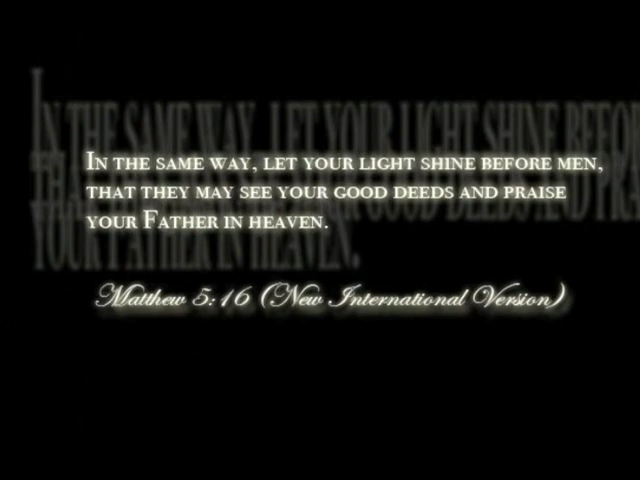 In the same way, let your light shine before men,
that they may see your good deeds and praise
your Father in heaven.
Matthew 5:16 (New International Version)